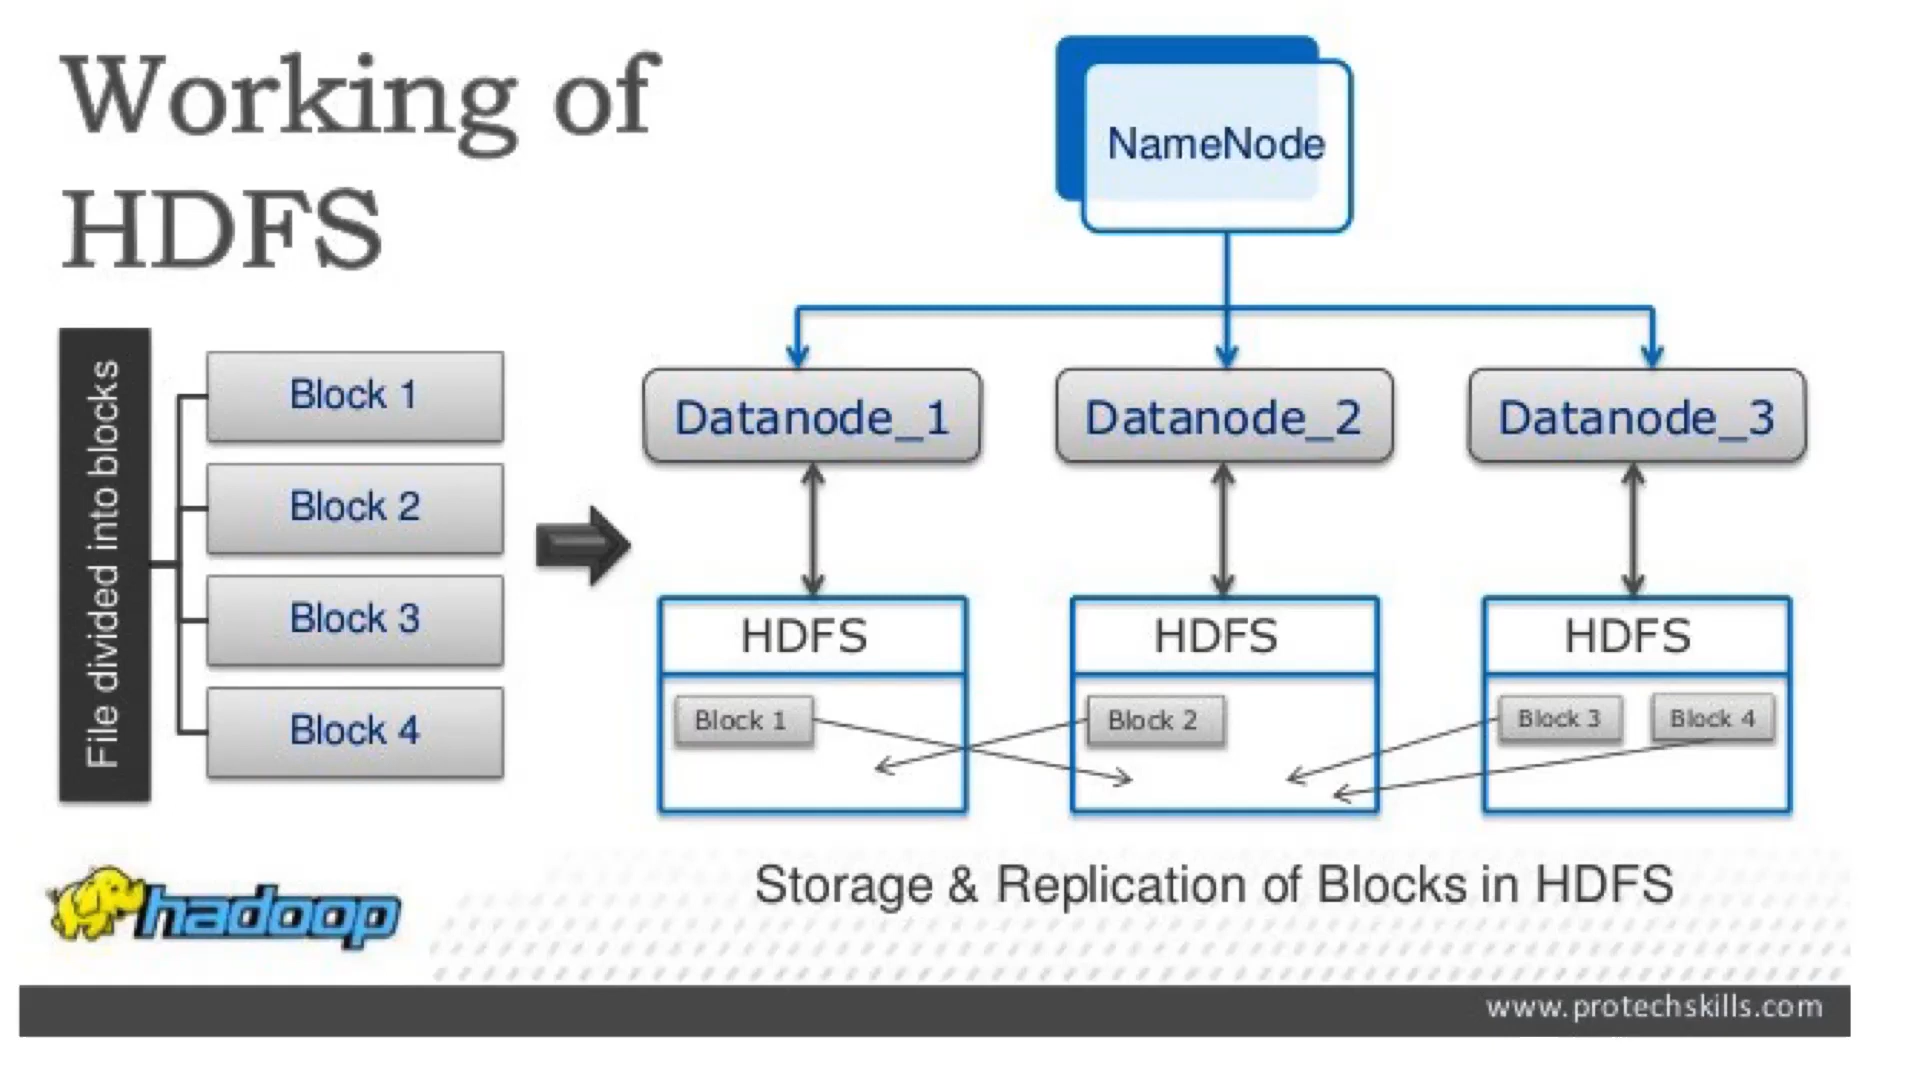 Working of
HDFS
NameNode
File divided into blocks
Block 1
Block 2
Block 3
Block 4
Datanode_1
Datanode_2
Datanode_3
HDFS
HDFS
HDFS
Block 1
Block 2
Block 3
Block 4
Storage & Replication of Blocks in HDFS
hadoop
www.protechskills.com